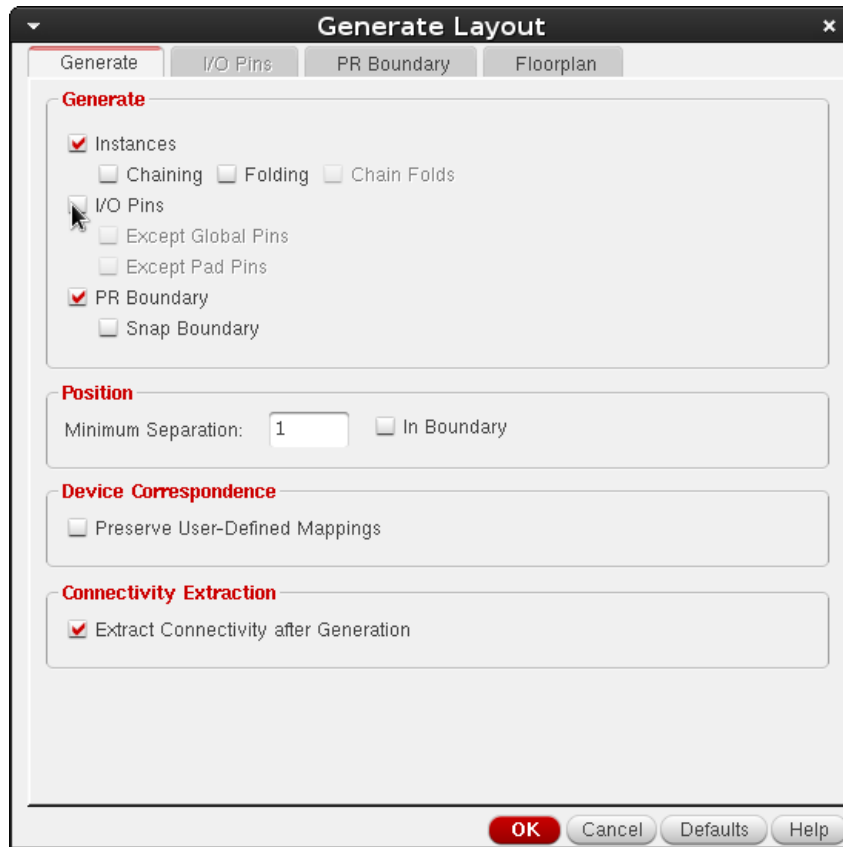 Generate Layout
Generate I/O Pins PR Boundary Floorplan
Generate
Instances
Chaining Folding Chain Folds
I/O Pins
Except Global Pins
Except Pad Pins
PR Boundary
Snap Boundary
Position
Minimum Separation: 1 In Boundary
Device Correspondence
Preserve User-Defined Mappings
Connectivity Extraction
Extract Connectivity after Generation
OK Cancel Defaults Help